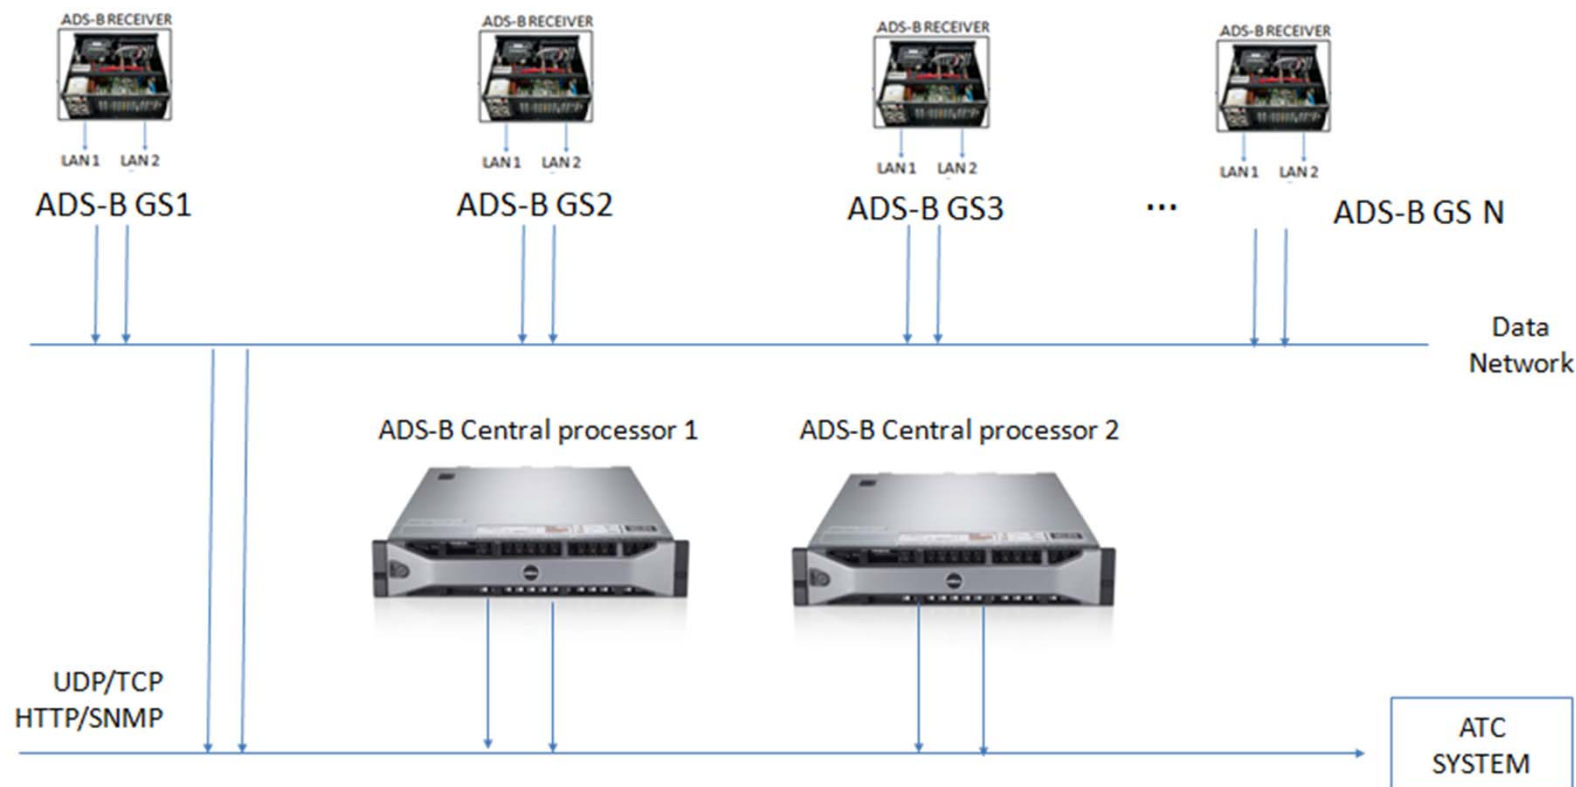 ADS-B RECEIVER
ADS-B RECEIVER
ADS-B RECEIVER
ADS-B RECEIVER
LAN 1 LAN 2
LAN 1 LAN 2
LAN 1 LAN 2
LAN 1 LAN 2
ADS-B GS1
ADS-B GS2
ADS-B GS3
...
ADS-B GS N
Data
Network
ADS-B Central processor 1
ADS-B Central processor 2
UDP/TCP
HTTP/SNMP
ATC
SYSTEM